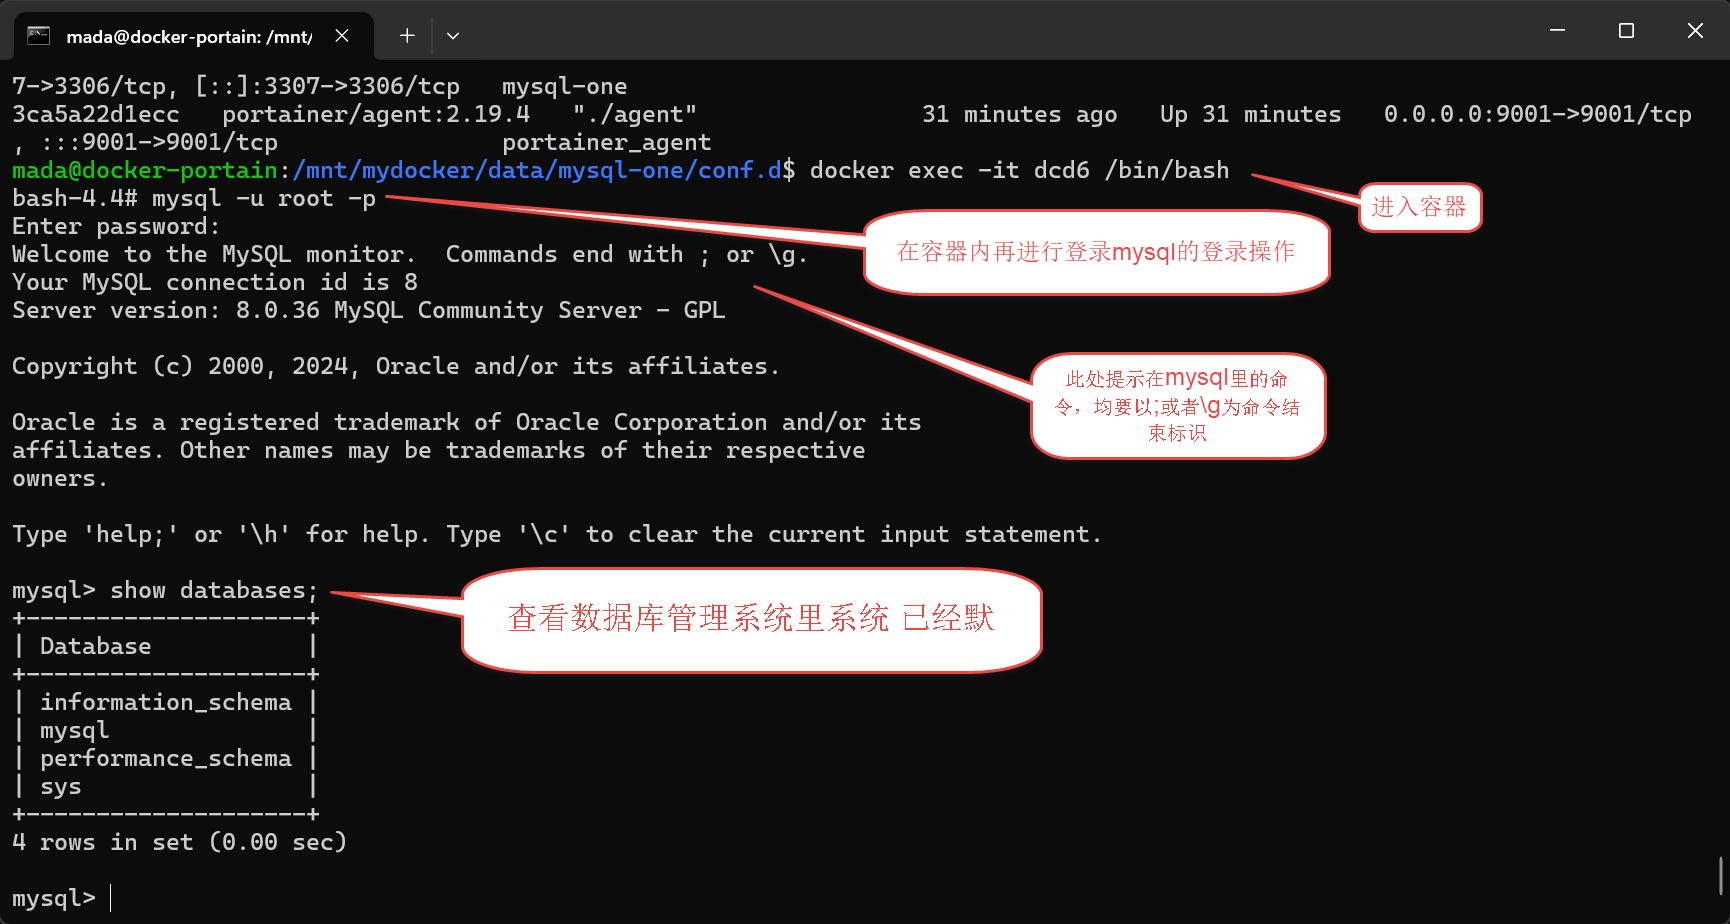 mada@docker-portain: /mnt/
7->3306/tcp, [::]:3307->3306/tcp   mysql-one
3ca5a22d1ecc   portainer/agent:2.19.4   "./agent"                31 minutes ago   Up 31 minutes   0.0.0.0:9001->9001/tcp
, :::9001->9001/tcp                portainer_agent
mada@docker-portain:/mnt/mydocker/data/mysql-one/conf.d$ docker exec -it dcd6 /bin/bash
进入容器
bash-4.4# mysql -u root -p
Enter password:
在容器内再进行登录mysql的登录操作
Welcome to the MySQL monitor.  Commands end with ; or \g.
Your MySQL connection id is 8
Server version: 8.0.36 MySQL Community Server - GPL
此处提示在mysql里的命
令，均要以;或者\g为命令结
束标识
Copyright (c) 2000, 2024, Oracle and/or its affiliates.
Oracle is a registered trademark of Oracle Corporation and/or its
affiliates. Other names may be trademarks of their respective
owners.
Type 'help;' or '\h' for help. Type '\c' to clear the current input statement.
mysql> show databases;
查看数据库管理系统里系统 已经默
+--------------------+
| Database           |
+--------------------+
| information_schema |
| mysql              |
| performance_schema |
| sys                |
+--------------------+
4 rows in set (0.00 sec)
mysql>